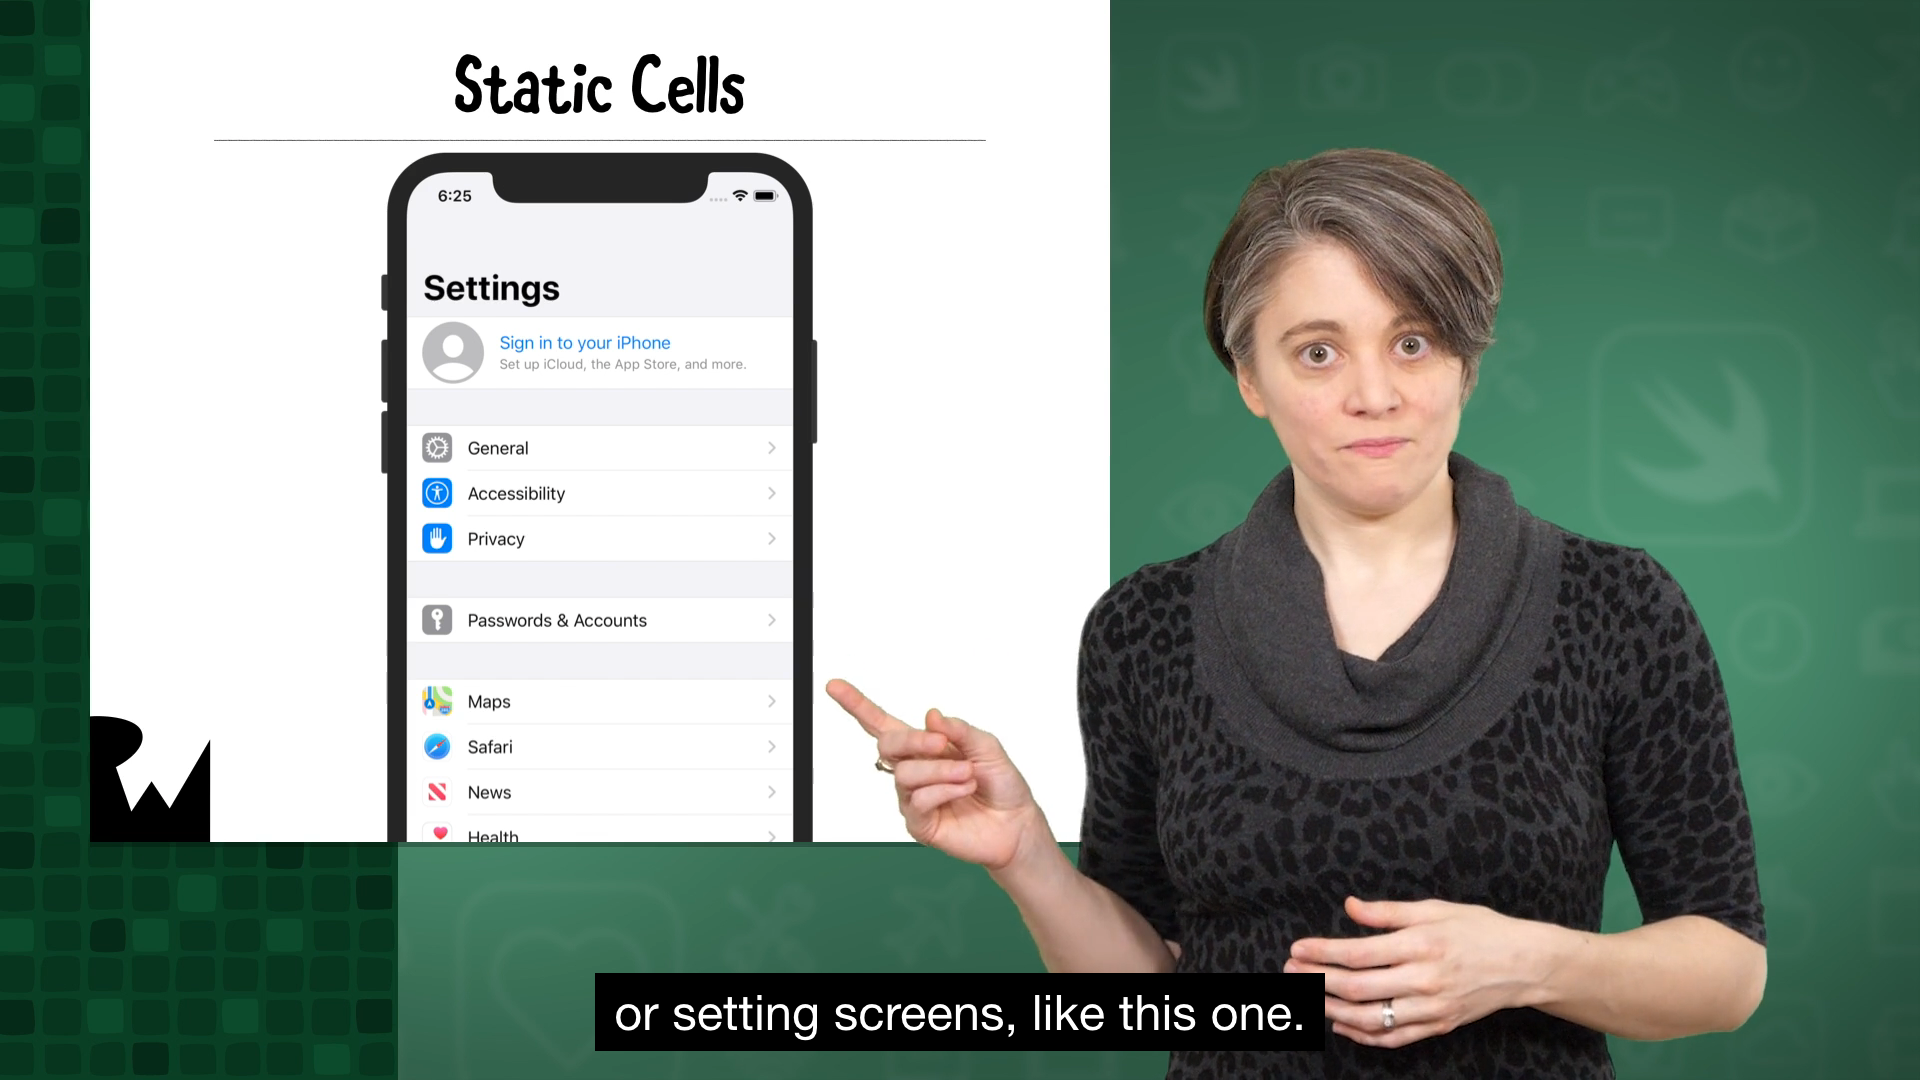 Static Cells
6:25
Settings
Sign in to your iPhone
Set up iCloud, the App Store, and more.
General
Accessibility
Privacy
Passwords & Accounts
Maps
Safari
News
Health
RW
or setting screens, like this one.